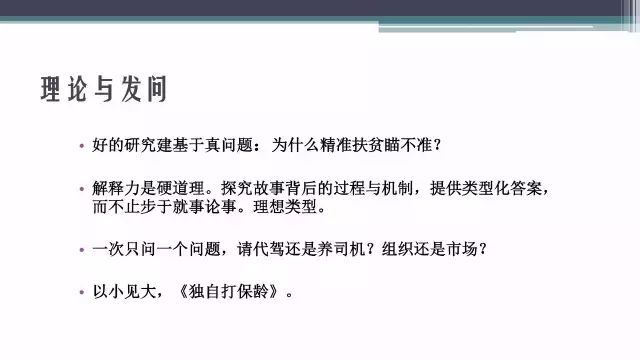 理论与发问
• 好的研究建基于真问题：为什么精准扶贫瞄不准？
• 解释力是硬道理。探究故事背后的过程与机制，提供类型化答案，
而不止步于就事论事。理想类型。
• 一次只问一个问题，请代驾还是养司机？组织还是市场？
• 以小见大，《独自打保龄》。